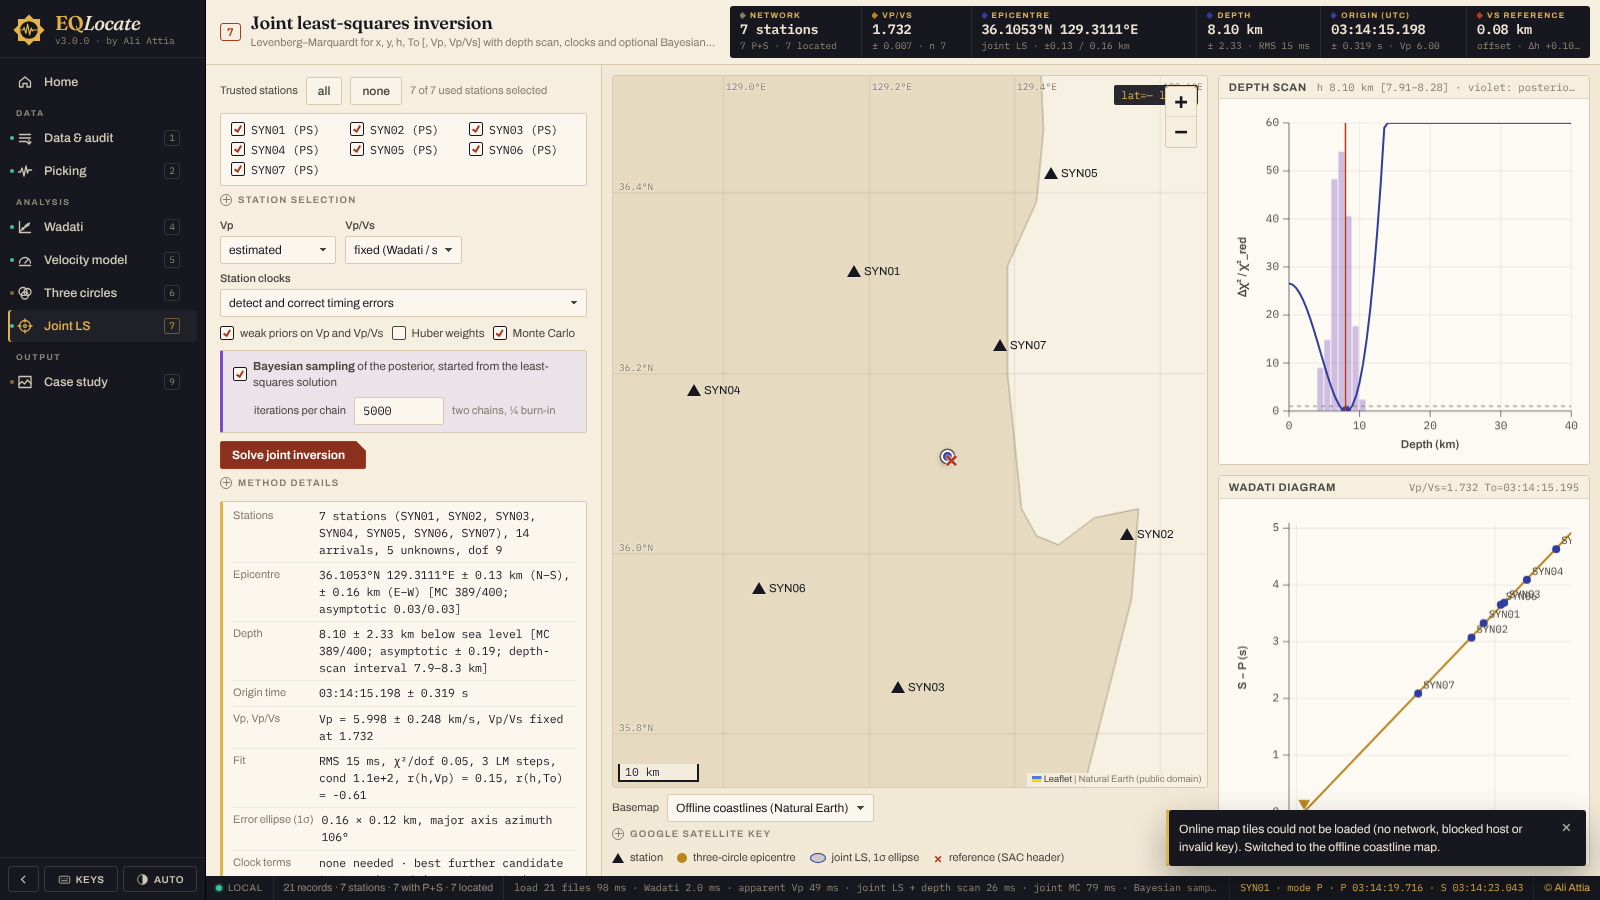 EQLocate
v3.0.0 · by Ali Attia
Home
DATA
Data & audit 1
Picking 2
ANALYSIS
Wadati 4
Velocity model 5
Three circles 6
Joint LS 7
OUTPUT
Case study 9
KEYS
AUTO
7 Joint least-squares inversion
Levenberg–Marquardt for x, y, h, To [, Vp, Vp/Vs] with depth scan, clocks and optional Bayesian...
NETWORK
7 stations
7 P+S · 7 located
VP/VS
1.732
± 0.007 · n 7
EPICENTRE
36.1053°N 129.3111°E
joint LS · ±0.13 / 0.16 km
DEPTH
8.10 km
± 2.33 · RMS 15 ms
ORIGIN (UTC)
03:14:15.198
± 0.319 s · Vp 6.00
VS REFERENCE
0.08 km
offset · Δh +0.10…
Trusted stations all none 7 of 7 used stations selected
SYN01 (PS) SYN02 (PS) SYN03 (PS)
SYN04 (PS) SYN05 (PS) SYN06 (PS)
SYN07 (PS)
STATION SELECTION
Vp Vp/Vs
estimated fixed (Wadati / s
Station clocks
detect and correct timing errors
weak priors on Vp and Vp/Vs Huber weights Monte Carlo
Bayesian sampling of the posterior, started from the least-
squares solution
iterations per chain 5000 two chains, ¼ burn-in
Solve joint inversion
METHOD DETAILS
Stations 7 stations (SYN01, SYN02, SYN03,
SYN04, SYN05, SYN06, SYN07), 14
arrivals, 5 unknowns, dof 9
Epicentre 36.1053°N 129.3111°E ± 0.13 km (N–S),
± 0.16 km (E–W) [MC 389/400;
asymptotic 0.03/0.03]
Depth 8.10 ± 2.33 km below sea level [MC
389/400; asymptotic ± 0.19; depth-
scan interval 7.9–8.3 km]
Origin time 03:14:15.198 ± 0.319 s
Vp, Vp/Vs Vp = 5.998 ± 0.248 km/s, Vp/Vs fixed
at 1.732
Fit RMS 15 ms, χ²/dof 0.05, 3 LM steps,
cond 1.1e+2, r(h,Vp) = 0.15, r(h,To)
= -0.61
Error ellipse (1σ) 0.16 × 0.12 km, major axis azimuth
106°
Clock terms none needed · best further candidate
129.0°E 129.2°E 129.4°E
lat=—
+
−
36.4°N
36.2°N
36.0°N
35.8°N
SYN05
SYN01
SYN07
SYN04
SYN02
SYN06
SYN03
10 km
Leaflet | Natural Earth (public domain)
Basemap Offline coastlines (Natural Earth)
GOOGLE SATELLITE KEY
station three-circle epicentre joint LS, 1σ ellipse reference (SAC header)
DEPTH SCAN h 8.10 km [7.91–8.28] · violet: posterio…
Δχ² / χ²_red
60
50
40
30
20
10
0
0 10 20 30 40
Depth (km)
WADATI DIAGRAM Vp/Vs=1.732 To=03:14:15.195
S – P (s)
5
4
3
2
1
SYN04
SYN03
SYN01
SYN02
SYN07
Online map tiles could not be loaded (no network, blocked host or
invalid key). Switched to the offline coastline map.
LOCAL 21 records · 7 stations · 7 with P+S · 7 located load 21 files 98 ms · Wadati 2.0 ms · apparent Vp 49 ms · joint LS + depth scan 26 ms · joint MC 79 ms · Bayesian samp… SYN01 · mode P · P 03:14:19.716 · S 03:14:23.043 © Ali Attia